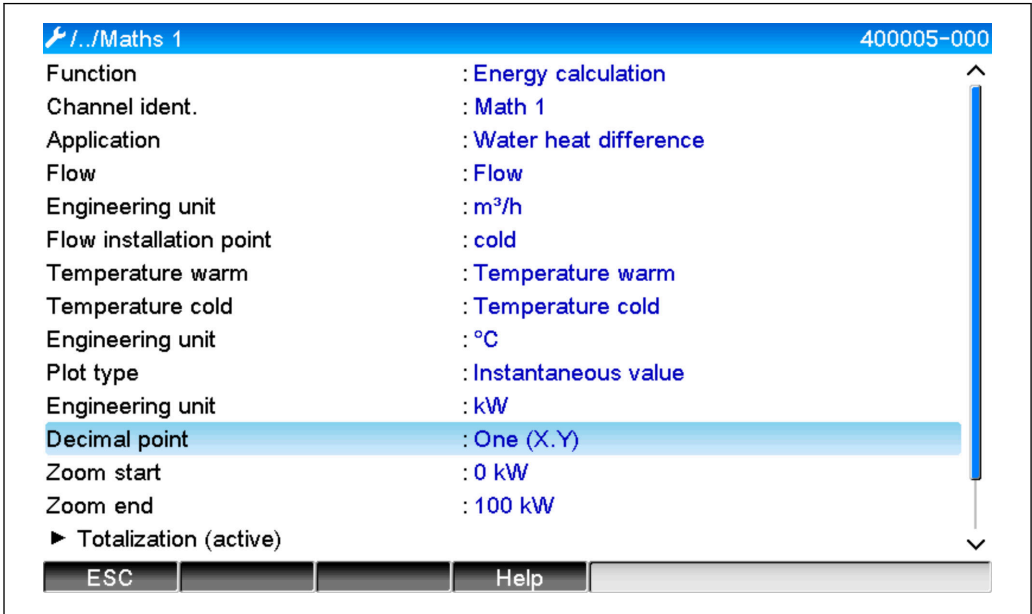 /../Maths 1 400005-000
Function : Energy calculation
Channel ident. : Math 1
Application : Water heat difference
Flow : Flow
Engineering unit : m³/h
Flow installation point : cold
Temperature warm : Temperature warm
Temperature cold : Temperature cold
Engineering unit : °C
Plot type : Instantaneous value
Engineering unit : kW
Decimal point : One (X.Y)
Zoom start : 0 kW
Zoom end : 100 kW
► Totalization (active)
ESC Help